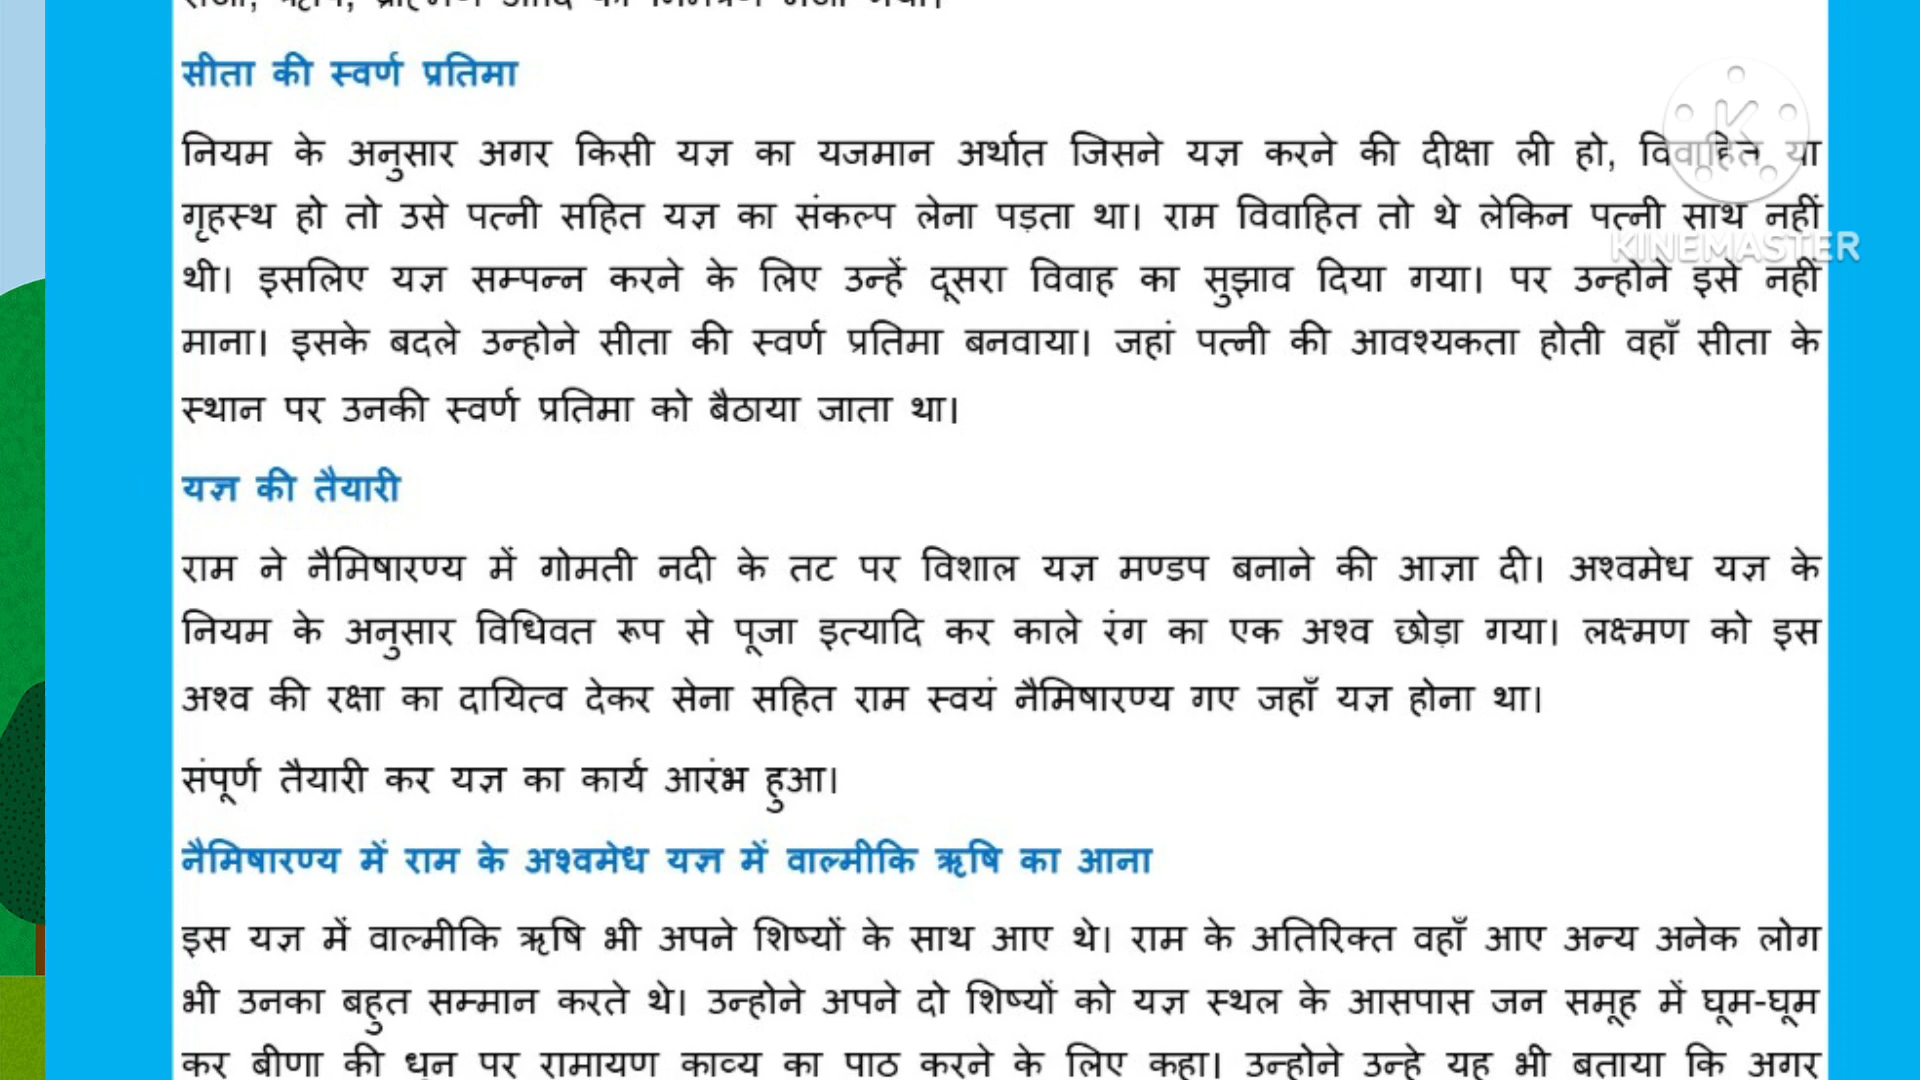 राजा, ऋषि, ब्राह्मण आदि को निमंत्रण भेजा गया।
सीता की स्वर्ण प्रतिमा
नियम के अनुसार अगर किसी यज्ञ का यजमान अर्थात जिसने यज्ञ करने की दीक्षा ली हो, विवाहित या
गृहस्थ हो तो उसे पत्नी सहित यज्ञ का संकल्प लेना पड़ता था। राम विवाहित तो थे लेकिन पत्नी साथ नहीं
KINEMASTER
थी। इसलिए यज्ञ सम्पन्न करने के लिए उन्हें दूसरा विवाह का सुझाव दिया गया। पर उन्होने इसे नहीं
माना। इसके बदले उन्होने सीता की स्वर्ण प्रतिमा बनवाया। जहां पत्नी की आवश्यकता होती वहाँ सीता के
स्थान पर उनकी स्वर्ण प्रतिमा को बैठाया जाता था।
यज्ञ की तैयारी
राम ने नैमिषारण्य में गोमती नदी के तट पर विशाल यज्ञ मण्डप बनाने की आज्ञा दी। अश्वमेध यज्ञ के
नियम के अनुसार विधिवत रूप से पूजा इत्यादि कर काले रंग का एक अश्व छोड़ा गया। लक्ष्मण को इस
अश्व की रक्षा का दायित्व देकर सेना सहित राम स्वयं नैमिषारण्य गए जहाँ यज्ञ होना था।
संपूर्ण तैयारी कर यज्ञ का कार्य आरंभ हुआ।
नैमिषारण्य में राम के अश्वमेध यज्ञ में वाल्मीकि ऋषि का आना
इस यज्ञ में वाल्मीकि ऋषि भी अपने शिष्यों के साथ आए थे। राम के अतिरिक्त वहाँ आए अन्य अनेक लोग
भी उनका बहुत सम्मान करते थे। उन्होने अपने दो शिष्यों को यज्ञ स्थल के आसपास जन समूह में घूम-घूम
कर बीणा की धुन पर रामायण काव्य का पाठ करने के लिए कहा। उन्होने उन्हे यह भी बताया कि अगर